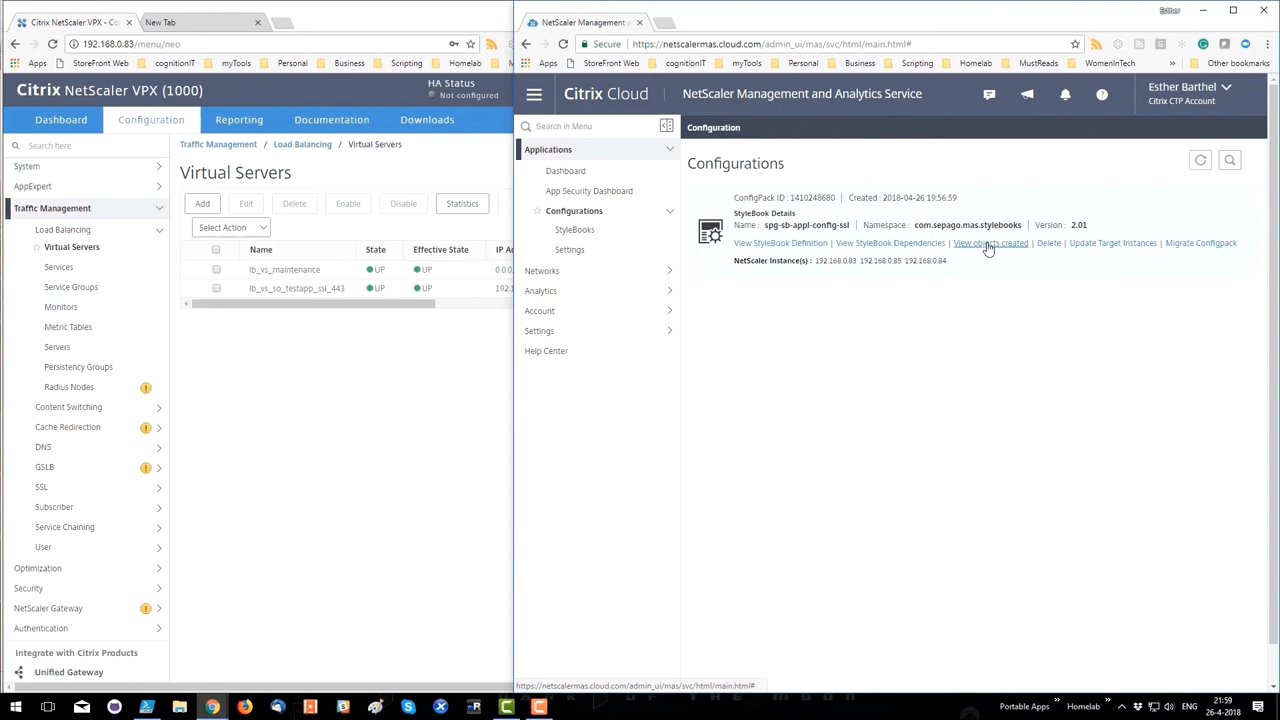 Citrix NetScaler VPX - Co
New Tab
192.168.0.83/menu/neo
Apps
StoreFront Web
cognitionIT
myTools
Personal
Business
Scripting
Homelab
Citrix NetScaler VPX (1000)
HA Status
Not configured
Dashboard
Configuration
Reporting
Documentation
Downloads
Search here
System
AppExpert
Traffic Management
Load Balancing
Virtual Servers
Services
Service Groups
Monitors
Metric Tables
Servers
Persistency Groups
Radius Nodes
Content Switching
Cache Redirection
DNS
GSLB
SSL
Subscriber
Service Chaining
User
Optimization
Security
NetScaler Gateway
Authentication
Integrate with Citrix Products
Unified Gateway
Traffic Management / Load Balancing / Virtual Servers
Virtual Servers
Add
Edit
Delete
Enable
Disable
Statistics
Select Action
Name
State
Effective State
IP Ac
lb_vs_maintenance
UP
UP
0.0.0
lb_vs_so_testapp_ssl_443
UP
UP
192.1
Esther
NetScaler Management a
Secure
https://netscalermas.cloud.com/admin_ui/mas/svc/html/main.html#
Apps
StoreFront Web
cognitionIT
myTools
Personal
Business
Scripting
Homelab
MustReads
WomenInTech
Other bookmarks
Citrix Cloud
NetScaler Management and Analytics Service
Esther Barthel
Citrix CTP Account
Search in Menu
Applications
Dashboard
App Security Dashboard
Configurations
StyleBooks
Settings
Networks
Analytics
Account
Settings
Help Center
Configuration
Configurations
ConfigPack ID : 1410248680 | Created : 2018-04-26 19:56:59
StyleBook Details
Name : spg-sb-appl-config-ssl | Namespace : com.sepago.mas.stylebooks | Version : 2.01
View StyleBook Definition | View StyleBook Dependencies | View objects created | Delete | Update Target Instances | Migrate Configpack
NetScaler Instance(s) : 192.168.0.83 192.168.0.85 192.168.0.84
https://netscalermas.cloud.com/admin_ui/mas/svc/html/main.html#
Portable Apps
Homelab
ENG
21:59
26-4-2018